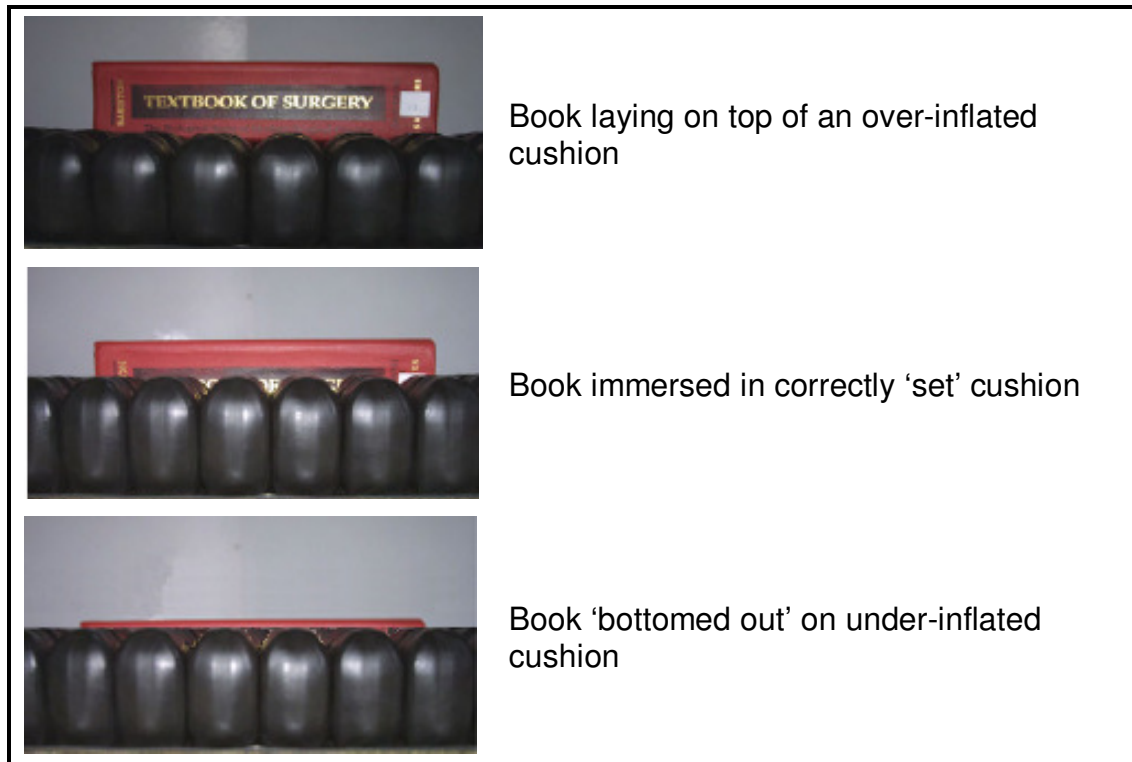 TEXTBOOK OF SURGERY
SABISTON
Book laying on top of an over-inflated
cushion
Book immersed in correctly ‘set’ cushion
Book ‘bottomed out’ on under-inflated
cushion